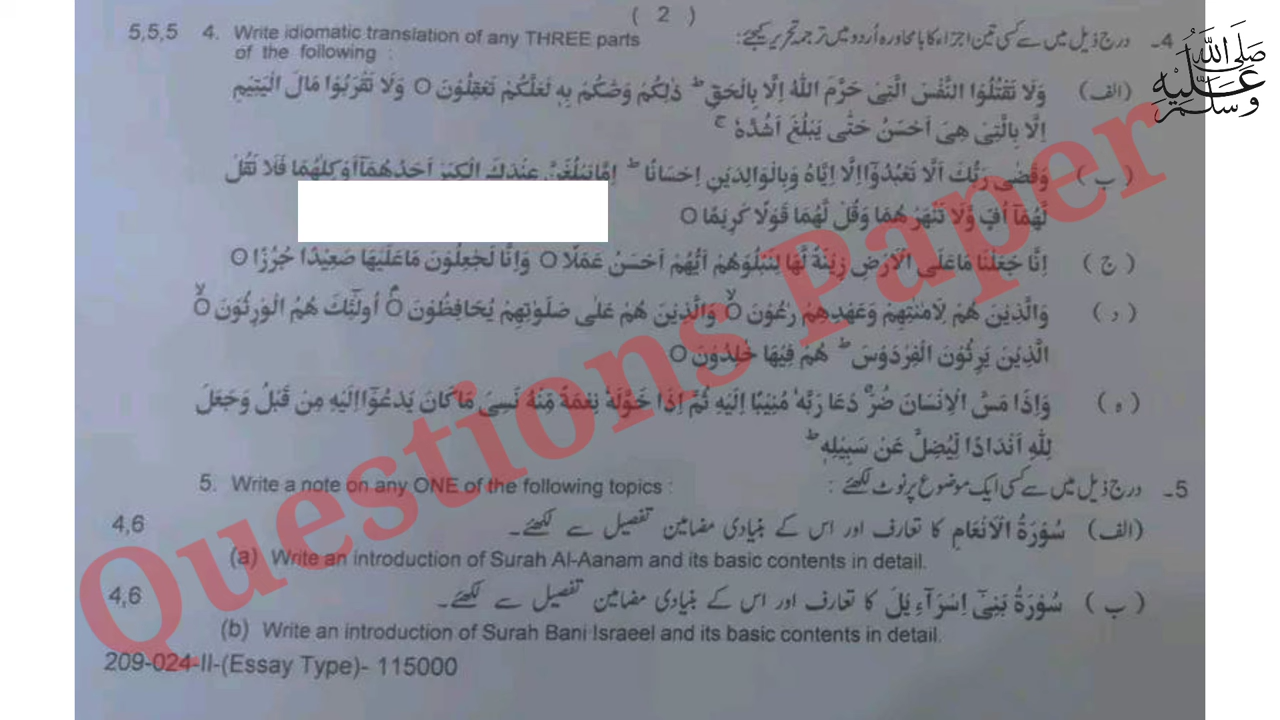 ( 2 )
5,5,5 4. Write idiomatic translation of any THREE parts of the following :
4۔ درج ذیل میں سے کسی تین اجزاء کا بامحاورہ اُردو میں ترجمہ تحریر کیجئے:
صلى الله عليه وسلم
(الف) وَلَا تَقْتُلُوا النَّفْسَ الَّتِیْ حَرَّمَ اللّٰہُ اِلَّا بِالْحَقِّ ؕ ذٰلِکُمْ وَصّٰکُمْ بِہٖ لَعَلَّکُمْ تَعْقِلُوْنَ ○ وَلَا تَقْرَبُوْا مَالَ الْیَتِیْمِ
اِلَّا بِالَّتِیْ ھِیَ اَحْسَنُ حَتّٰی یَبْلُغَ اَشُدَّہٗ ۚ
(ب) وَقَضٰی رَبُّکَ اَلَّا تَعْبُدُوْۤا اِلَّا اِیَّاہُ وَبِالْوَالِدَیْنِ اِحْسَانًا ؕ اِمَّا یَبْلُغَنَّ عِنْدَکَ الْکِبَرَ اَحَدُھُمَاۤ اَوْ کِلٰھُمَا فَلَا تَقُلْ
لَّھُمَاۤ اُفٍّ وَّلَا تَنْھَرْ ھُمَا وَقُلْ لَّھُمَا قَوْلًا کَرِیْمًا ○
(ج) اِنَّا جَعَلْنَا مَا عَلَی الْاَرْضِ زِیْنَةً لَّھَا لِنَبْلُوَھُمْ اَیُّھُمْ اَحْسَنُ عَمَلًا ○ وَاِنَّا لَجٰعِلُوْنَ مَا عَلَیْھَا صَعِیْدًا جُرُزًا ○
(د) وَالَّذِیْنَ ھُمْ لِاَمٰنٰتِھِمْ وَعَھْدِھِمْ رٰعُوْنَ ○ۙ وَالَّذِیْنَ ھُمْ عَلٰی صَلَوٰتِھِمْ یُحَافِظُوْنَ ○ۘ اُولٰٓئِکَ ھُمُ الْوٰرِثُوْنَ ○ۙ
الَّذِیْنَ یَرِثُوْنَ الْفِرْدَوْسَ ؕ ھُمْ فِیْھَا خٰلِدُوْنَ ○
(ہ) وَاِذَا مَسَّ الْاِنْسَانَ ضُرٌّ دَعَا رَبَّہٗ مُنِیْبًا اِلَیْہِ ثُمَّ اِذَا خَوَّلَہٗ نِعْمَةً مِّنْہُ نَسِیَ مَا کَانَ یَدْعُوْۤا اِلَیْہِ مِنْ قَبْلُ وَجَعَلَ
لِلّٰہِ اَنْدَادًا لِّیُضِلَّ عَنْ سَبِیْلِہٖ ؕ
5. Write a note on any ONE of the following topics :
5۔ درج ذیل میں سے کسی ایک موضوع پر نوٹ لکھئے :
4,6 (الف) سُوْرَةُ الْاَنْعَامِ کا تعارف اور اس کے بنیادی مضامین تفصیل سے لکھئے۔
(a) Write an introduction of Surah Al-Aanam and its basic contents in detail.
4,6 (ب) سُوْرَةُ بَنِیْۤ اِسْرَآءِیْلَ کا تعارف اور اس کے بنیادی مضامین تفصیل سے لکھئے۔
(b) Write an introduction of Surah Bani Israeel and its basic contents in detail.
209-024-II-(Essay Type)- 115000
Questions Paper